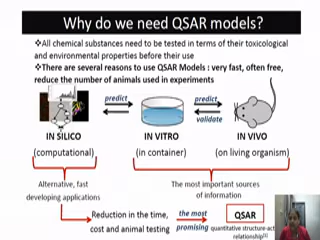 Why do we need QSAR models?
❖All chemical substances need to be tested in terms of their toxicological
and environmental properties before their use
❖There are several reasons to use QSAR Models : very fast, often free,
reduce the number of animals used in experiments
predict predict
validate
IN SILICO IN VITRO IN VIVO
(computational) (in container) (on living organism)
Alternative, fast
developing applications
The most important sources
of information
Reduction in the time,
cost and animal testing
the most
promising
QSAR
quantitative structure-act
relationship